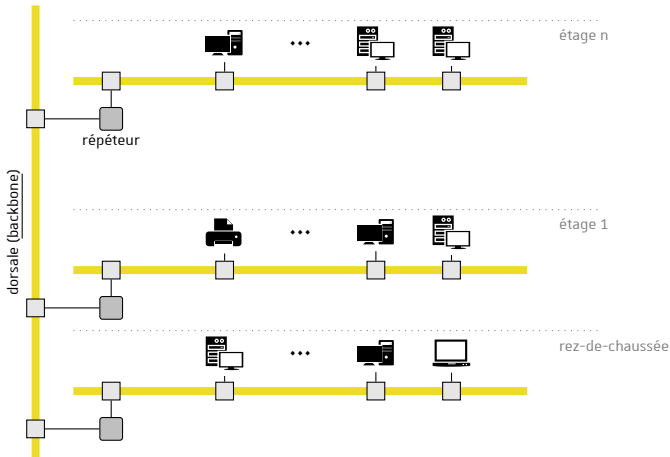 étage n
répéteur
dorsale (backbone)
étage 1
rez-de-chaussée